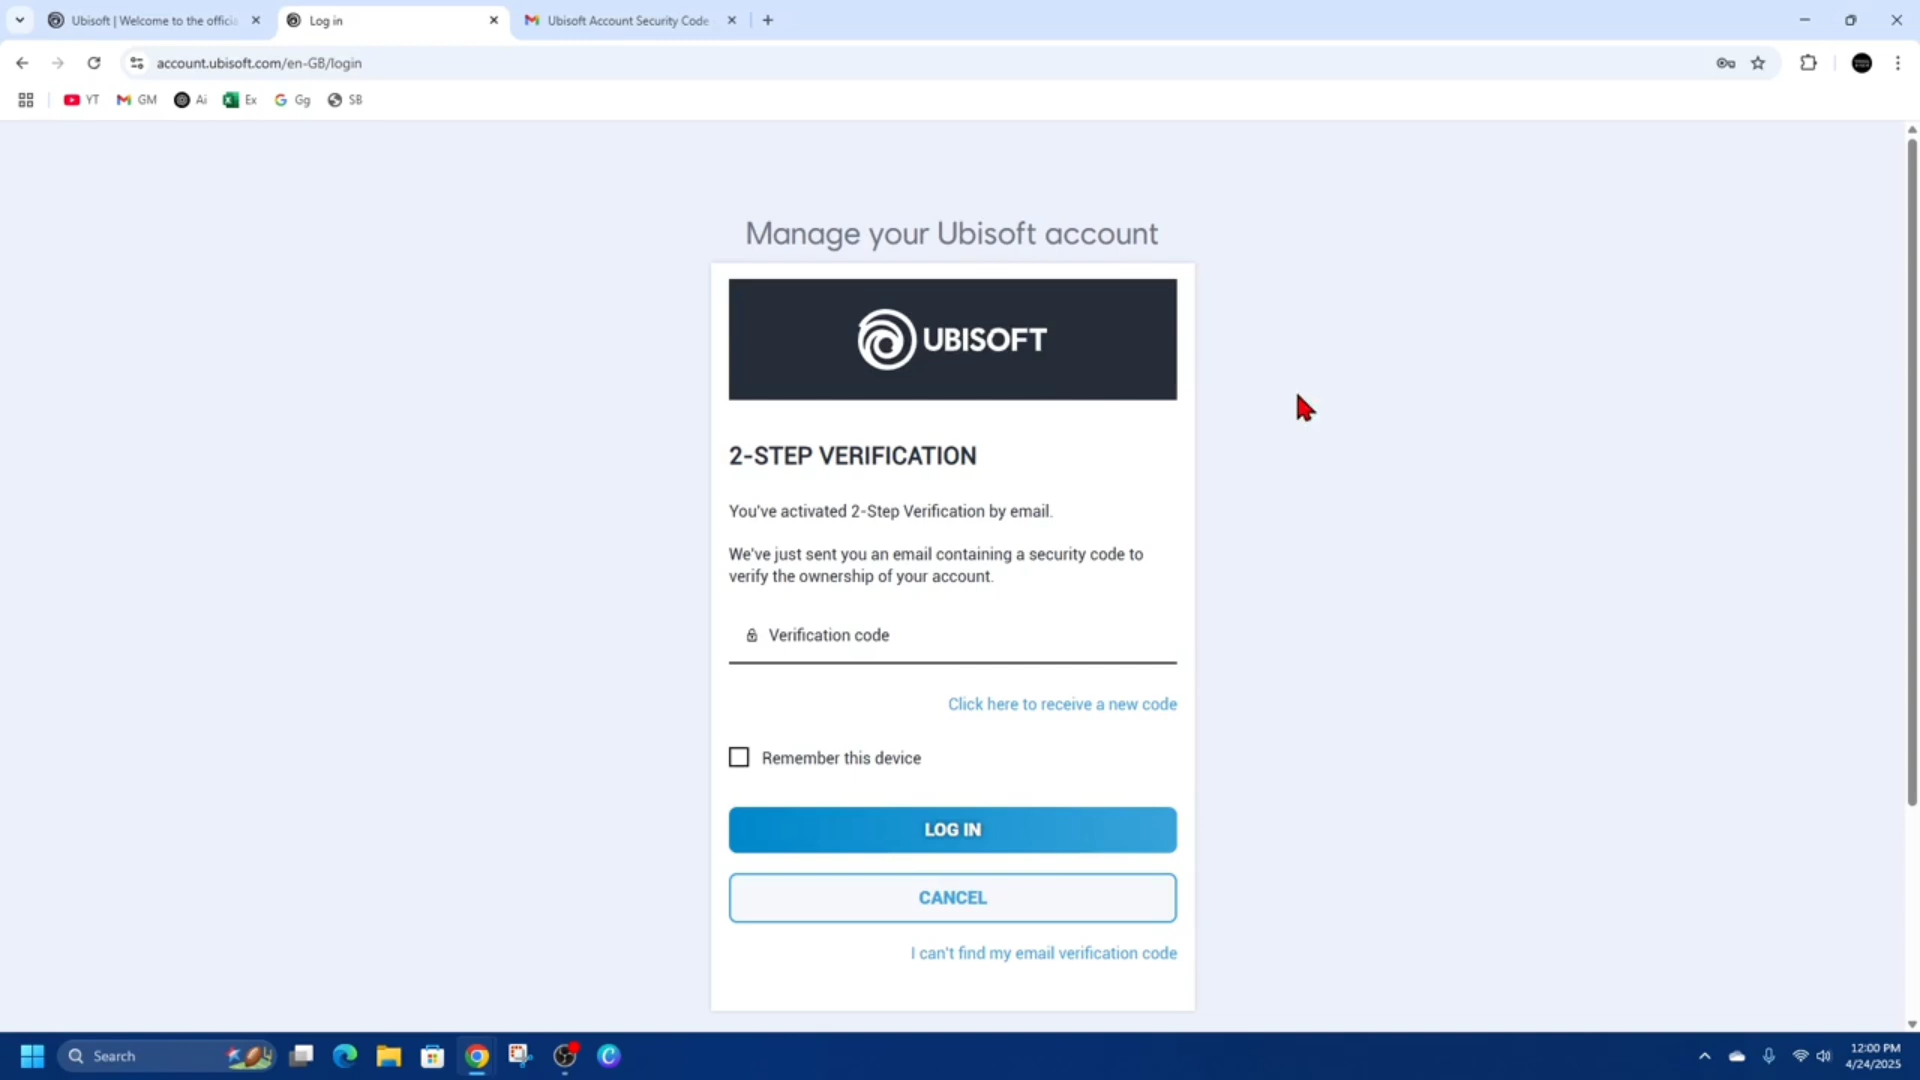 Ubisoft | Welcome to the offici
Log in
Ubisoft Account Security Code
account.ubisoft.com/en-GB/login
YT
GM
Ai
Ex
Gg
SB
Manage your Ubisoft account
UBISOFT
2-STEP VERIFICATION
You've activated 2-Step Verification by email.
We've just sent you an email containing a security code to
verify the ownership of your account.
Verification code
Click here to receive a new code
Remember this device
LOG IN
CANCEL
I can't find my email verification code
Search
12:00 PM
4/24/2025